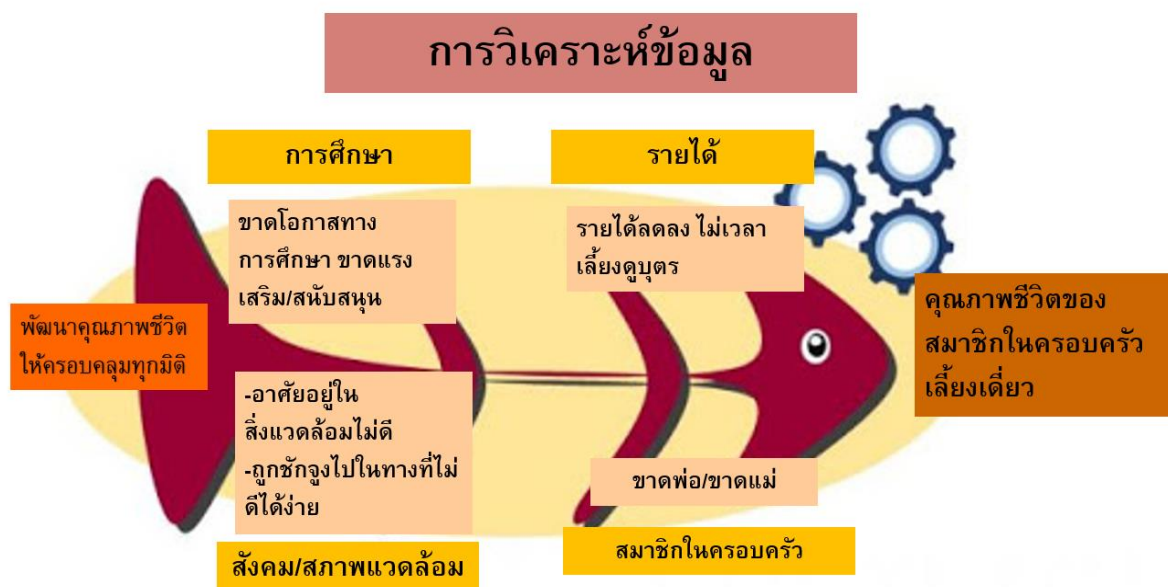 การวิเคราะห์ข้อมูล
การศึกษา
รายได้
ขาดโอกาสทาง
การศึกษา ขาดแรง
เสริม/สนับสนุน
รายได้ลดลง ไม่เวลา
เลี้ยงดูบุตร
พัฒนาคุณภาพชีวิต
ให้ครอบคลุมทุกมิติ
คุณภาพชีวิตของ
สมาชิกในครอบครัว
เลี้ยงเดี่ยว
-อาศัยอยู่ใน
สิ่งแวดล้อมไม่ดี
-ถูกชักจูงไปในทางที่ไม่
ดีได้ง่าย
ขาดพ่อ/ขาดแม่
สังคม/สภาพแวดล้อม
สมาชิกในครอบครัว